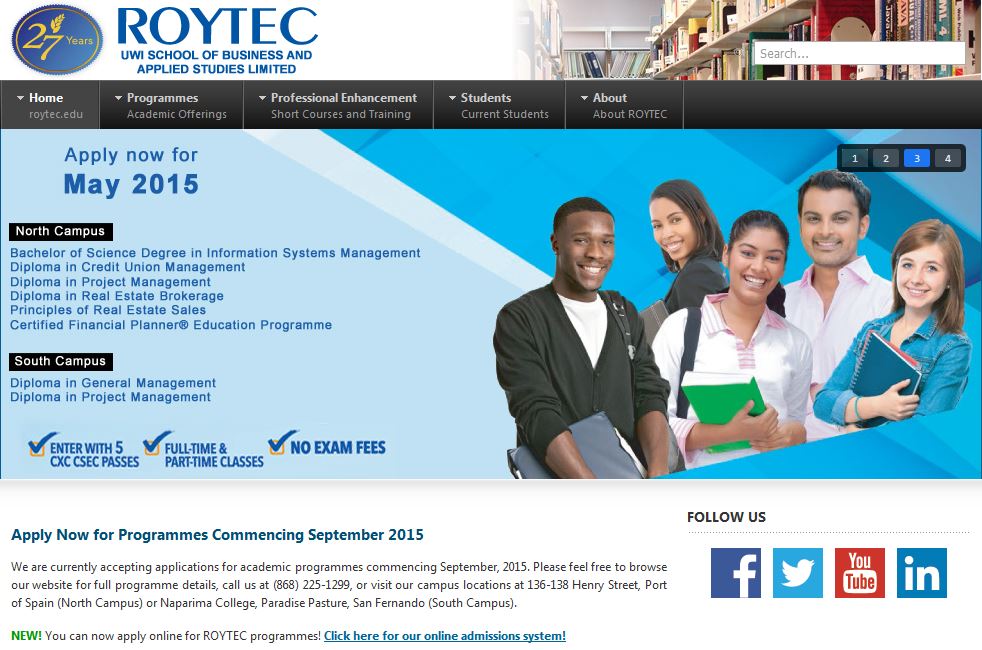 27 Years
ROYTEC
UWI SCHOOL OF BUSINESS AND
APPLIED STUDIES LIMITED
Search...
Home
roytec.edu
Programmes
Academic Offerings
Professional Enhancement
Short Courses and Training
Students
Current Students
About
About ROYTEC
Apply now for
May 2015
1 2 3 4
North Campus
Bachelor of Science Degree in Information Systems Management
Diploma in Credit Union Management
Diploma in Project Management
Diploma in Real Estate Brokerage
Principles of Real Estate Sales
Certified Financial Planner® Education Programme
South Campus
Diploma in General Management
Diploma in Project Management
ENTER WITH 5
CXC CSEC PASSES
FULL-TIME &
PART-TIME CLASSES
NO EXAM FEES
Apply Now for Programmes Commencing September 2015
We are currently accepting applications for academic programmes commencing September, 2015. Please feel free to browse
our website for full programme details, call us at (868) 225-1299, or visit our campus locations at 136-138 Henry Street, Port
of Spain (North Campus) or Naparima College, Paradise Pasture, San Fernando (South Campus).
NEW! You can now apply online for ROYTEC programmes! Click here for our online admissions system!
FOLLOW US
f
You
Tube
in